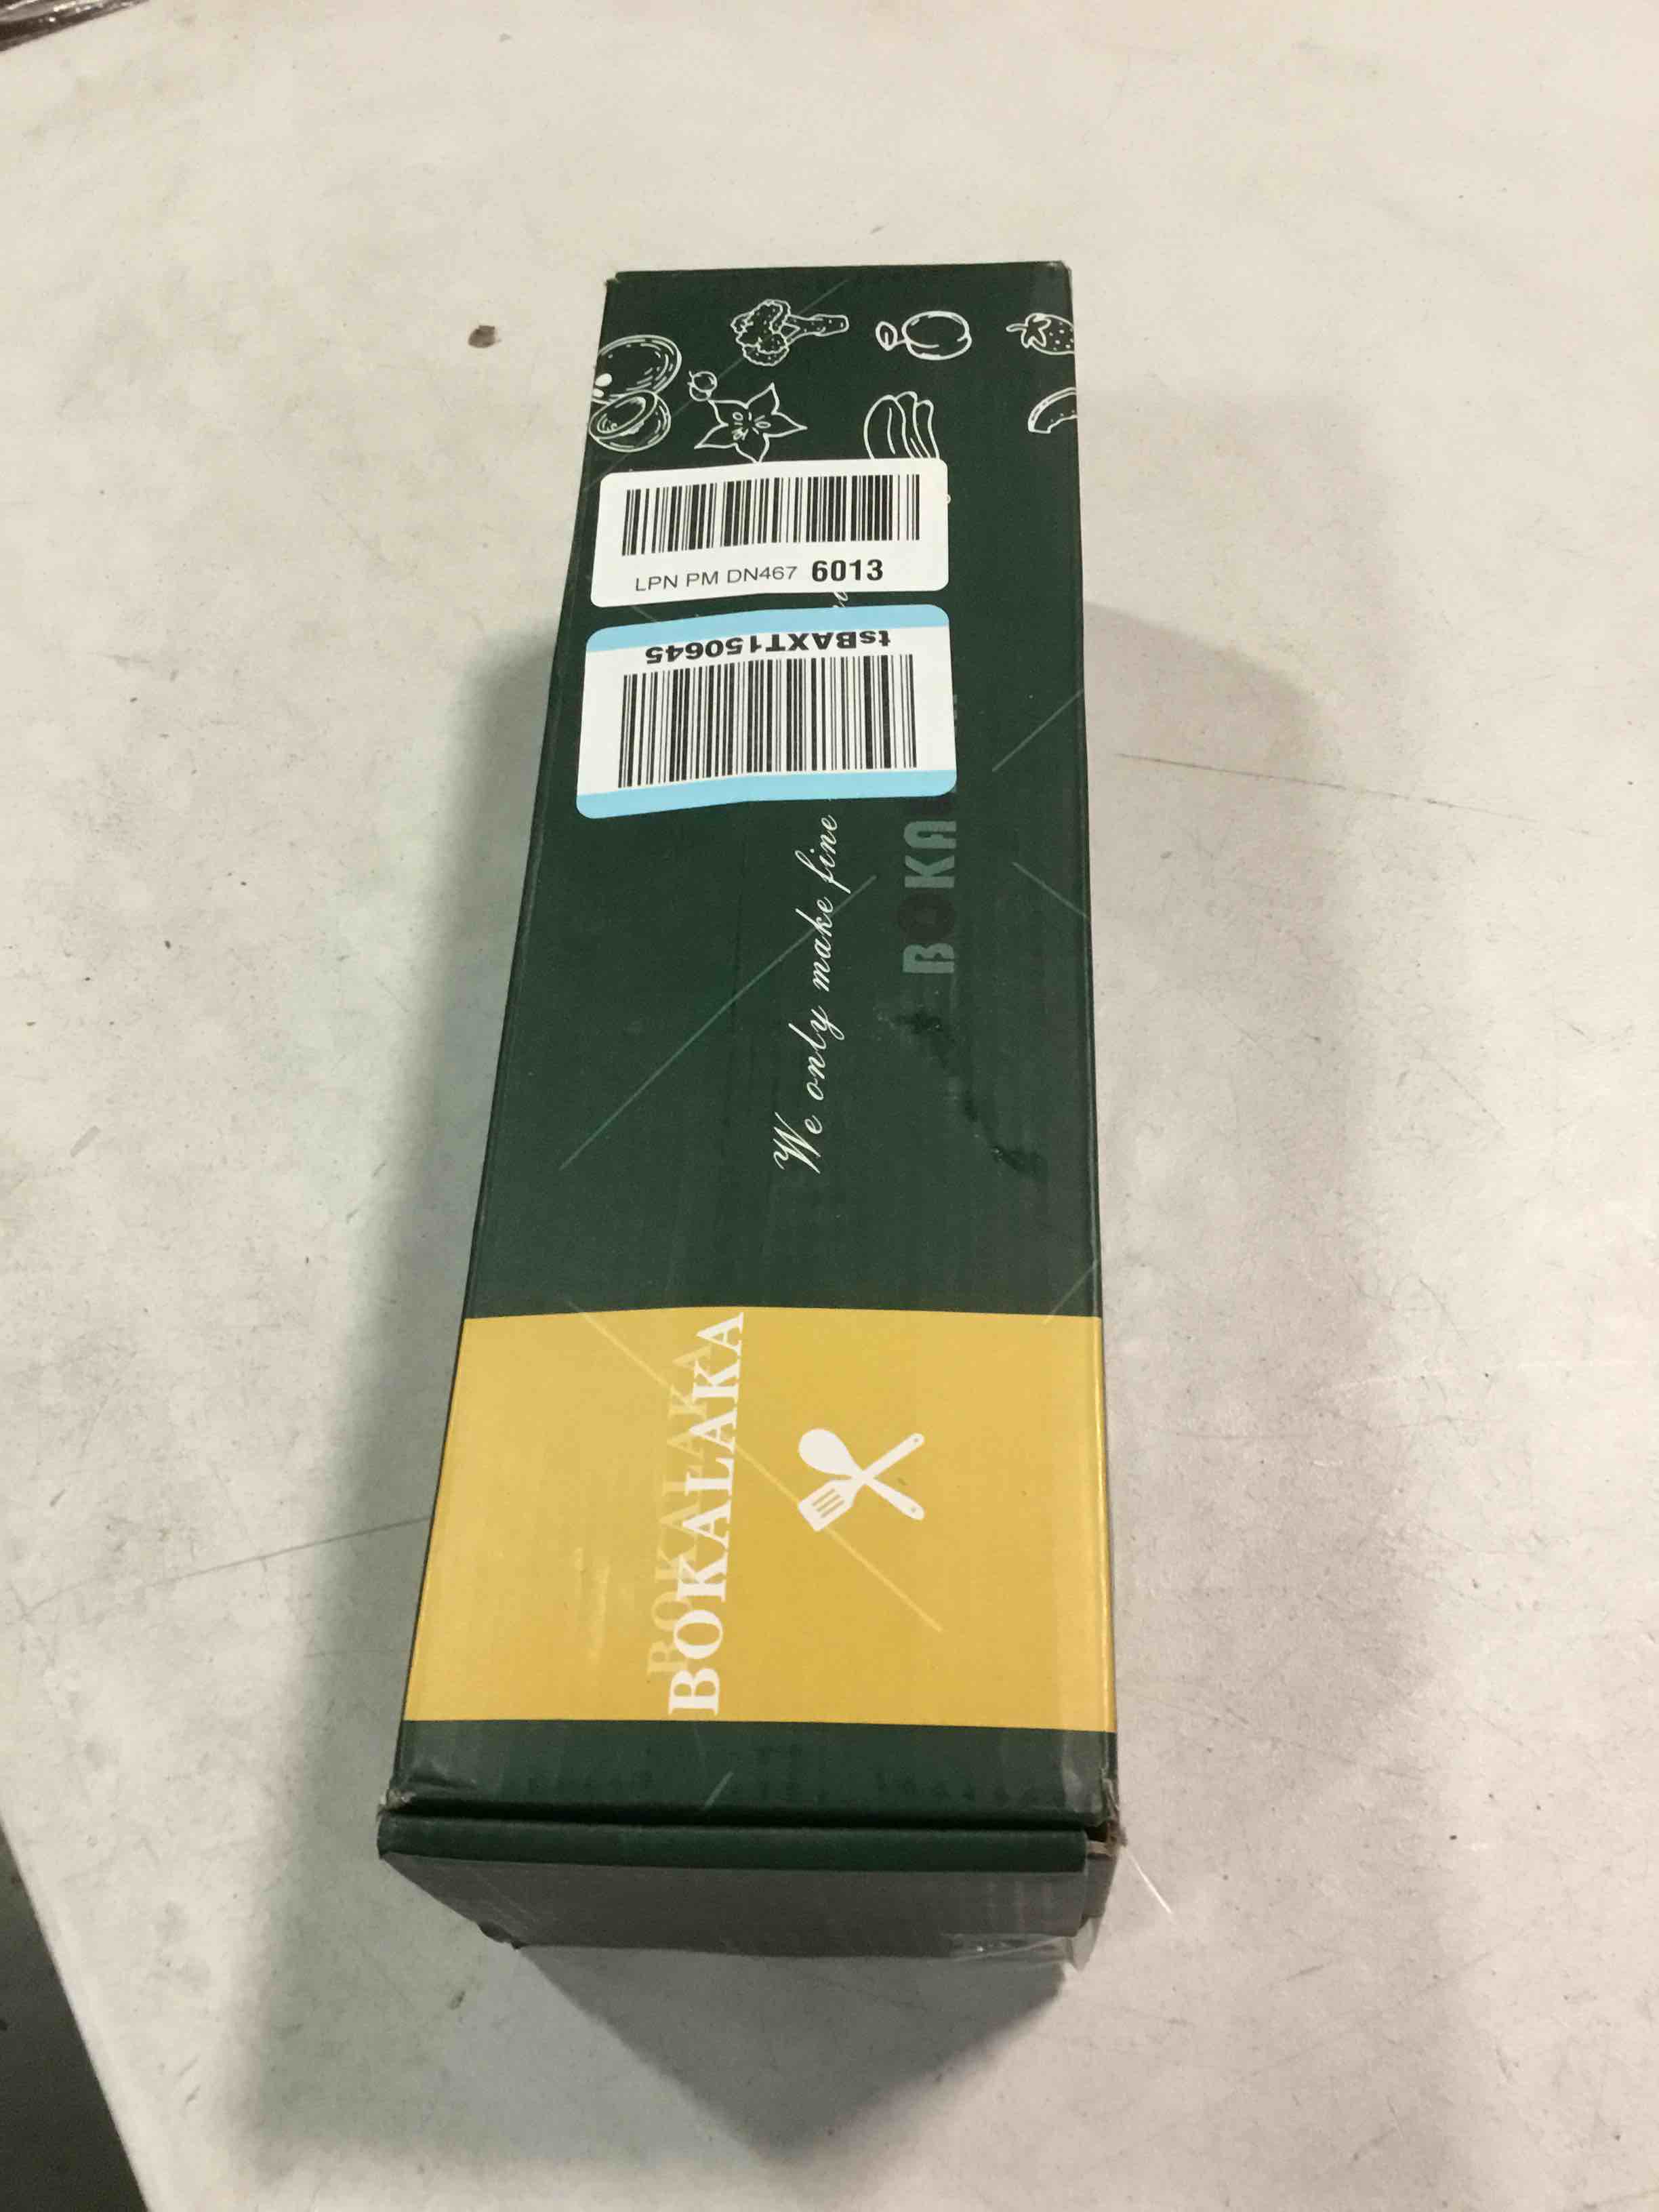 LPN PM DN467 6013
tsBAXT150645
We only make fine
BOKA
BOKALAKA
BOKALAKA